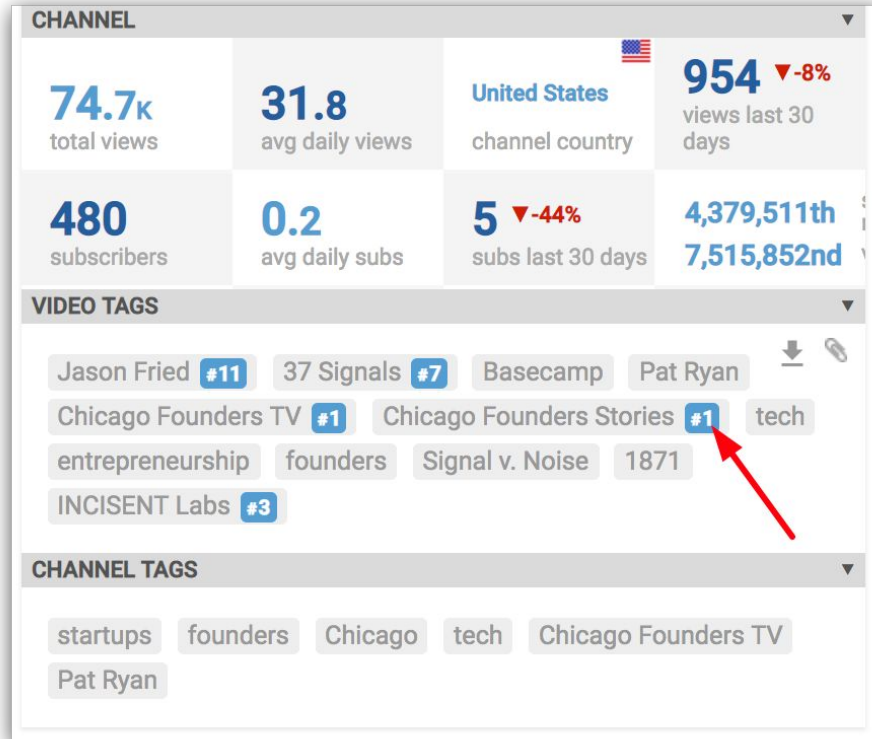 CHANNEL ▼
74.7K
total views
31.8
avg daily views
United States
channel country
954 ▼-8%
views last 30
days
480
subscribers
0.2
avg daily subs
5 ▼-44%
subs last 30 days
4,379,511th
7,515,852nd
VIDEO TAGS ▼
Jason Fried #11 37 Signals #7 Basecamp Pat Ryan
Chicago Founders TV #1 Chicago Founders Stories #1 tech
entrepreneurship founders Signal v. Noise 1871
INCISENT Labs #3
CHANNEL TAGS ▼
startups founders Chicago tech Chicago Founders TV
Pat Ryan